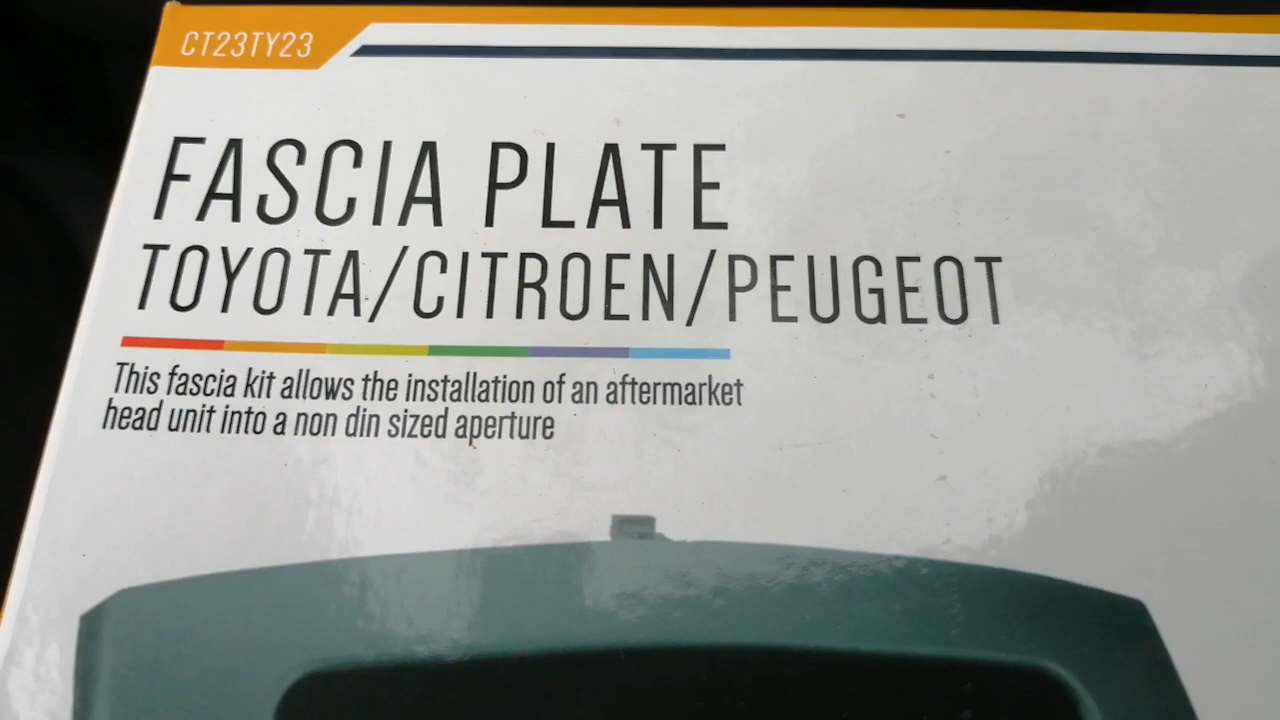 CT23TY23
FASCIA PLATE
TOYOTA/CITROEN/PEUGEOT
This fascia kit allows the installation of an aftermarket
head unit into a non din sized aperture